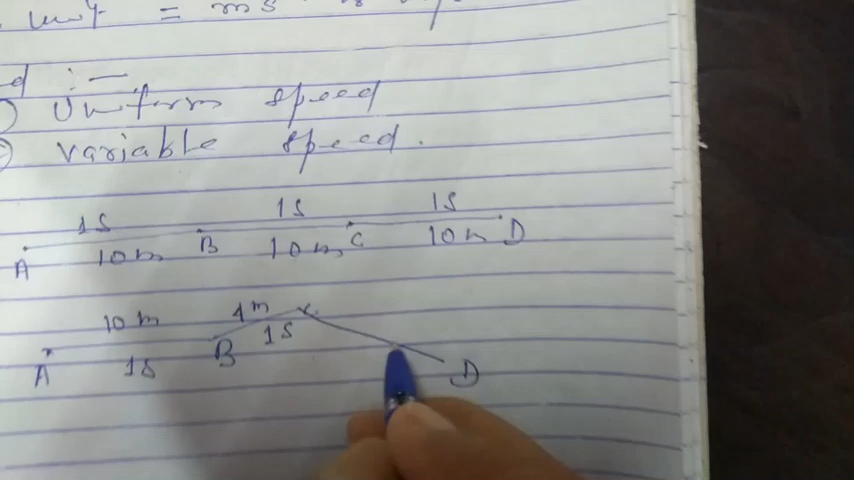 unit = ms
:-
Uniform speed
variable speed.
1S 1S 1S
A 10m B 10m C 10m D
10m 4m
A 1s B 1S D